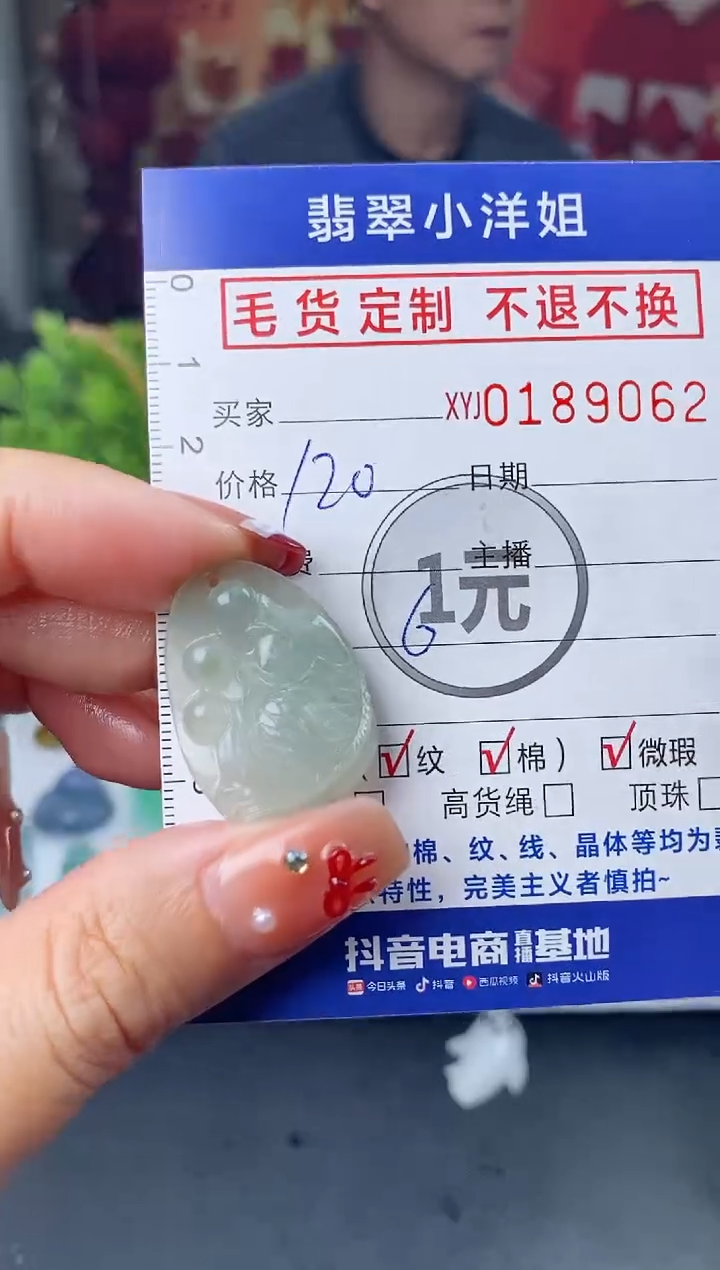 翡翠小洋姐
0
毛货定制 不退不换
1
买家 XYJ0189062
2
价格 120 日期
费 主播
1元
6
纹 棉) 微瑕
高货绳 顶珠
棉、纹、线、晶体等均为
特性，完美主义者慎拍~
抖音电商直播基地
头条 今日头条 抖音 西瓜视频 抖音火山版